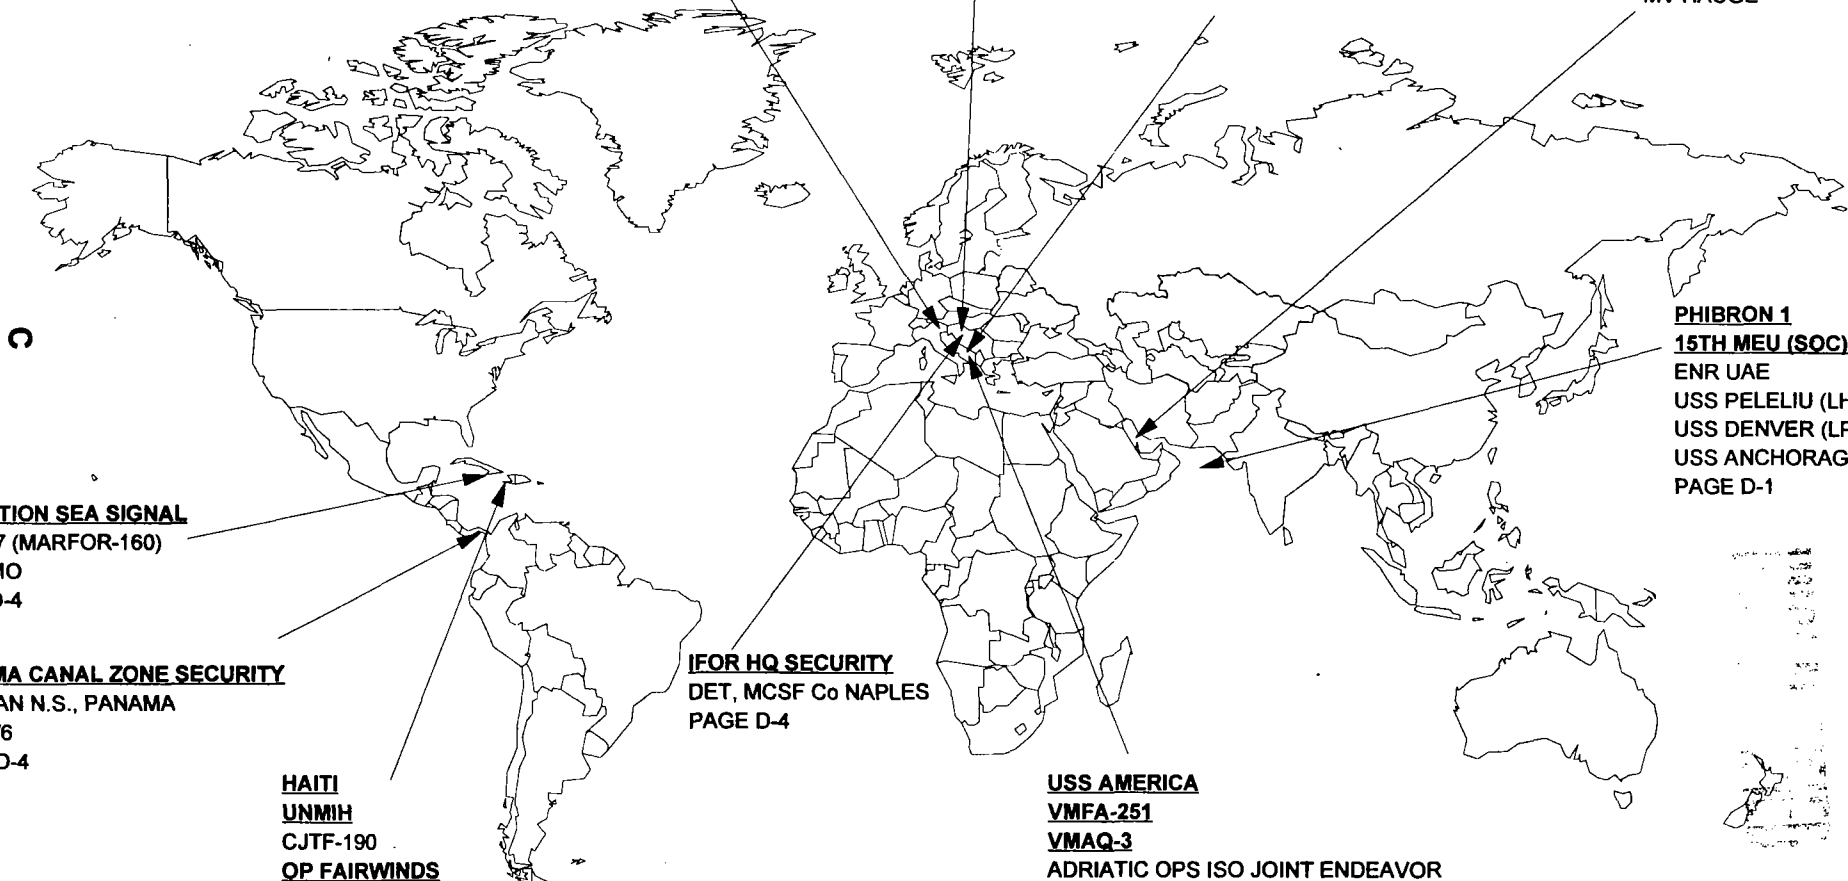 MV HAUGE
C
PHIBRON 1
15TH MEU (SOC)
ENR UAE
USS PELELIU (LH
USS DENVER (LP
USS ANCHORAG
PAGE D-1
TION SEA SIGNAL
7 (MARFOR-160)
MO
D-4
MA CANAL ZONE SECURITY
AN N.S., PANAMA
/6
D-4
IFOR HQ SECURITY
DET, MCSF Co NAPLES
PAGE D-4
HAITI
UNMIH
CJTF-190
OP FAIRWINDS
USS AMERICA
VMFA-251
VMAQ-3
ADRIATIC OPS ISO JOINT ENDEAVOR